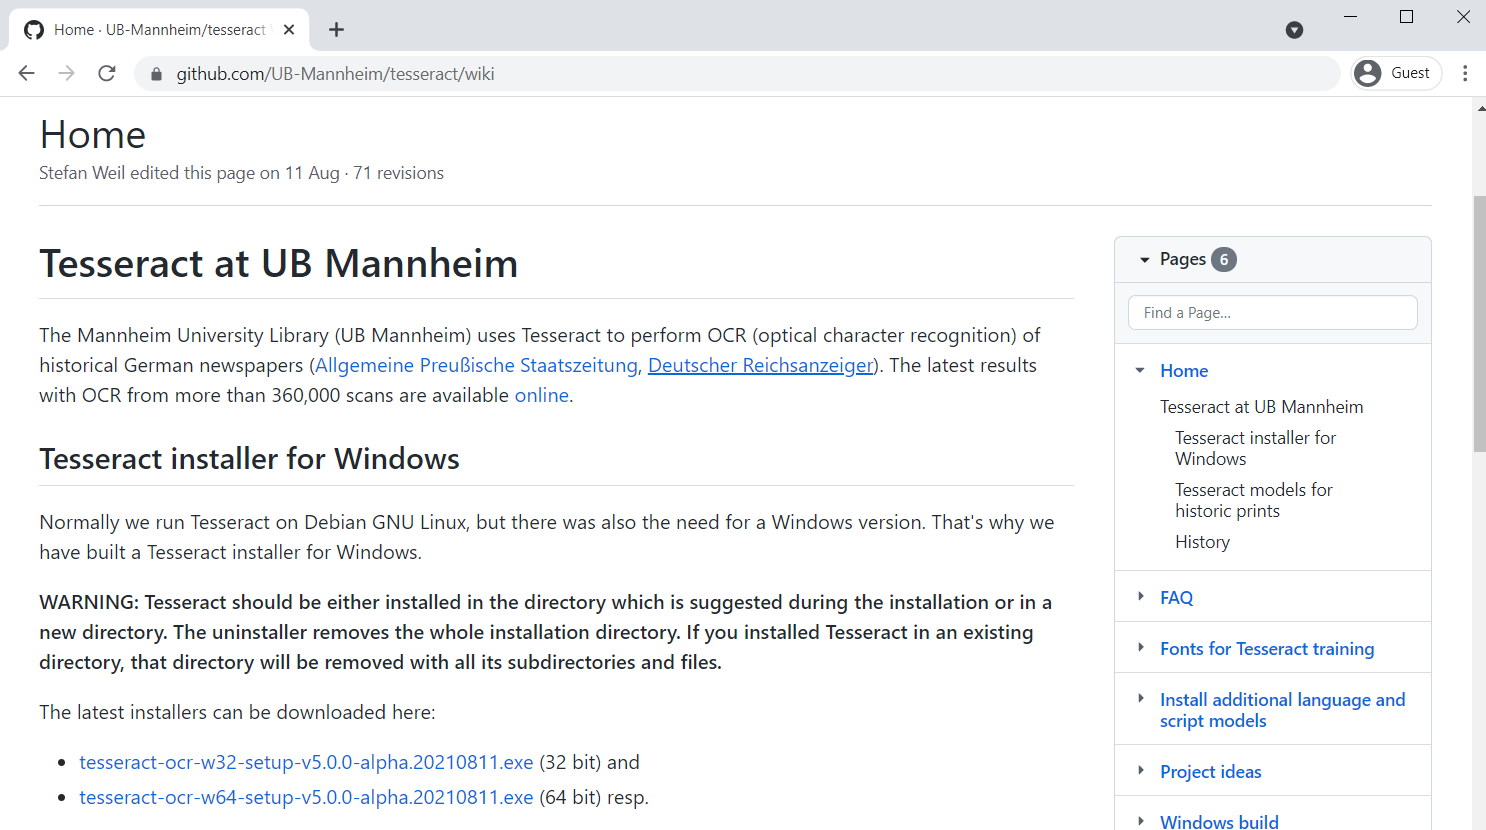 Home · UB-Mannheim/tesseract
github.com/UB-Mannheim/tesseract/wiki
Guest
Home
Stefan Weil edited this page on 11 Aug · 71 revisions
Tesseract at UB Mannheim
The Mannheim University Library (UB Mannheim) uses Tesseract to perform OCR (optical character recognition) of
historical German newspapers (Allgemeine Preußische Staatszeitung, Deutscher Reichsanzeiger). The latest results
with OCR from more than 360,000 scans are available online.
Tesseract installer for Windows
Normally we run Tesseract on Debian GNU Linux, but there was also the need for a Windows version. That's why we
have built a Tesseract installer for Windows.
WARNING: Tesseract should be either installed in the directory which is suggested during the installation or in a
new directory. The uninstaller removes the whole installation directory. If you installed Tesseract in an existing
directory, that directory will be removed with all its subdirectories and files.
The latest installers can be downloaded here:
• tesseract-ocr-w32-setup-v5.0.0-alpha.20210811.exe (32 bit) and
• tesseract-ocr-w64-setup-v5.0.0-alpha.20210811.exe (64 bit) resp.
Pages 6
Find a Page...
Home
Tesseract at UB Mannheim
Tesseract installer for
Windows
Tesseract models for
historic prints
History
FAQ
Fonts for Tesseract training
Install additional language and
script models
Project ideas
Windows build